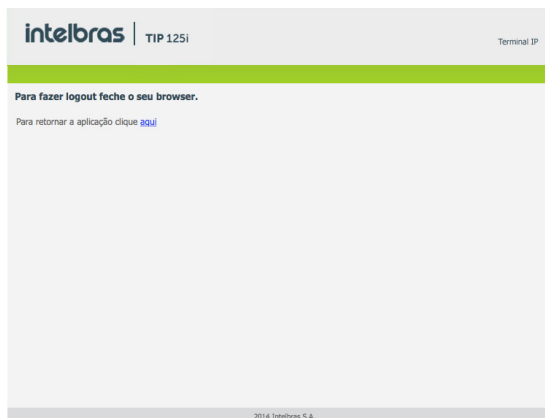 intelbras TIP 125i
Terminal IP
Para fazer logout feche o seu browser.
Para retornar a aplicação clique aqui
2014 Intelbras S.A.